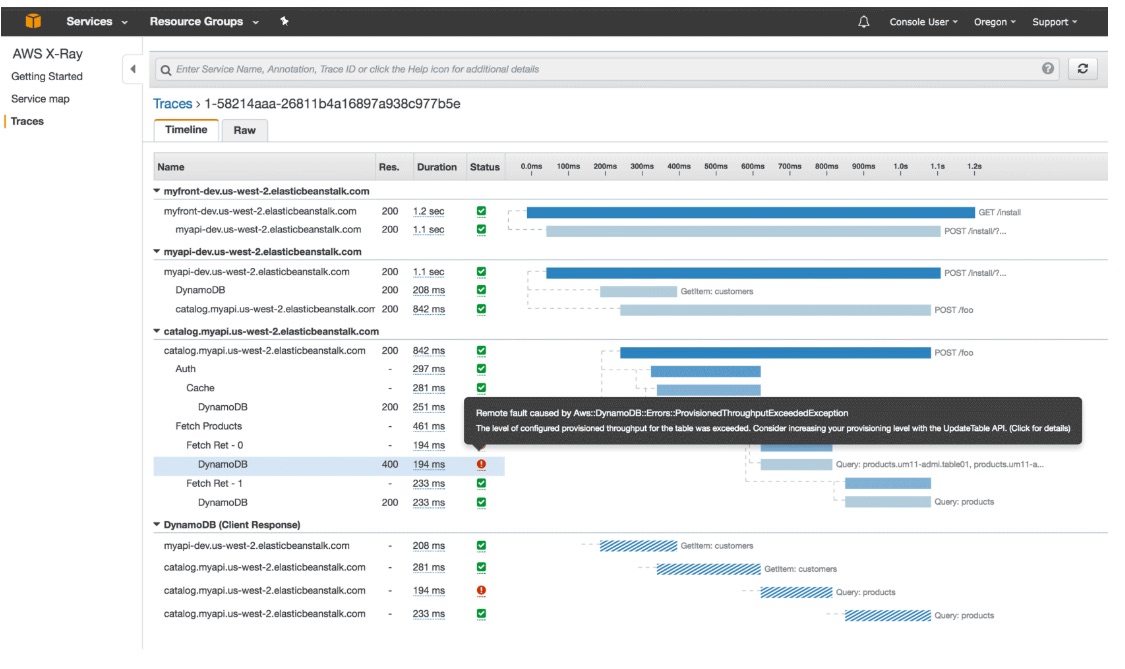 Services Resource Groups Console User Oregon Support
AWS X-Ray
Getting Started
Service map
Traces
Enter Service Name, Annotation, Trace ID or click the Help icon for additional details
Traces > 1-58214aaa-26811b4a16897a938c977b5e
Timeline Raw
Name Res. Duration Status 0.0ms 100ms 200ms 300ms 400ms 500ms 600ms 700ms 800ms 900ms 1.0s 1.1s 1.2s
myfront-dev.us-west-2.elasticbeanstalk.com
myfront-dev.us-west-2.elasticbeanstalk.com 200 1.2 sec GET /install
myapi-dev.us-west-2.elasticbeanstalk.com 200 1.1 sec POST /install/?...
myapi-dev.us-west-2.elasticbeanstalk.com
myapi-dev.us-west-2.elasticbeanstalk.com 200 1.1 sec POST /install/?...
DynamoDB 200 208 ms GetItem: customers
catalog.myapi.us-west-2.elasticbeanstalk.com 200 842 ms POST /foo
catalog.myapi.us-west-2.elasticbeanstalk.com
catalog.myapi.us-west-2.elasticbeanstalk.com 200 842 ms POST /foo
Auth - 297 ms
Cache - 281 ms
DynamoDB 200 251 ms
Remote fault caused by Aws::DynamoDB::Errors::ProvisionedThroughputExceededException
The level of configured provisioned throughput for the table was exceeded. Consider increasing your provisioning level with the UpdateTable API. (Click for details)
Fetch Products - 461 ms
Fetch Ret - 0 - 194 ms
DynamoDB 400 194 ms Query: products.um11-admi.table01, products.um11-a...
Fetch Ret - 1 - 233 ms
DynamoDB 200 233 ms Query: products
DynamoDB (Client Response)
myapi-dev.us-west-2.elasticbeanstalk.com - 208 ms GetItem: customers
catalog.myapi.us-west-2.elasticbeanstalk.com - 281 ms GetItem: customers
catalog.myapi.us-west-2.elasticbeanstalk.com - 194 ms Query: products
catalog.myapi.us-west-2.elasticbeanstalk.com - 233 ms Query: products